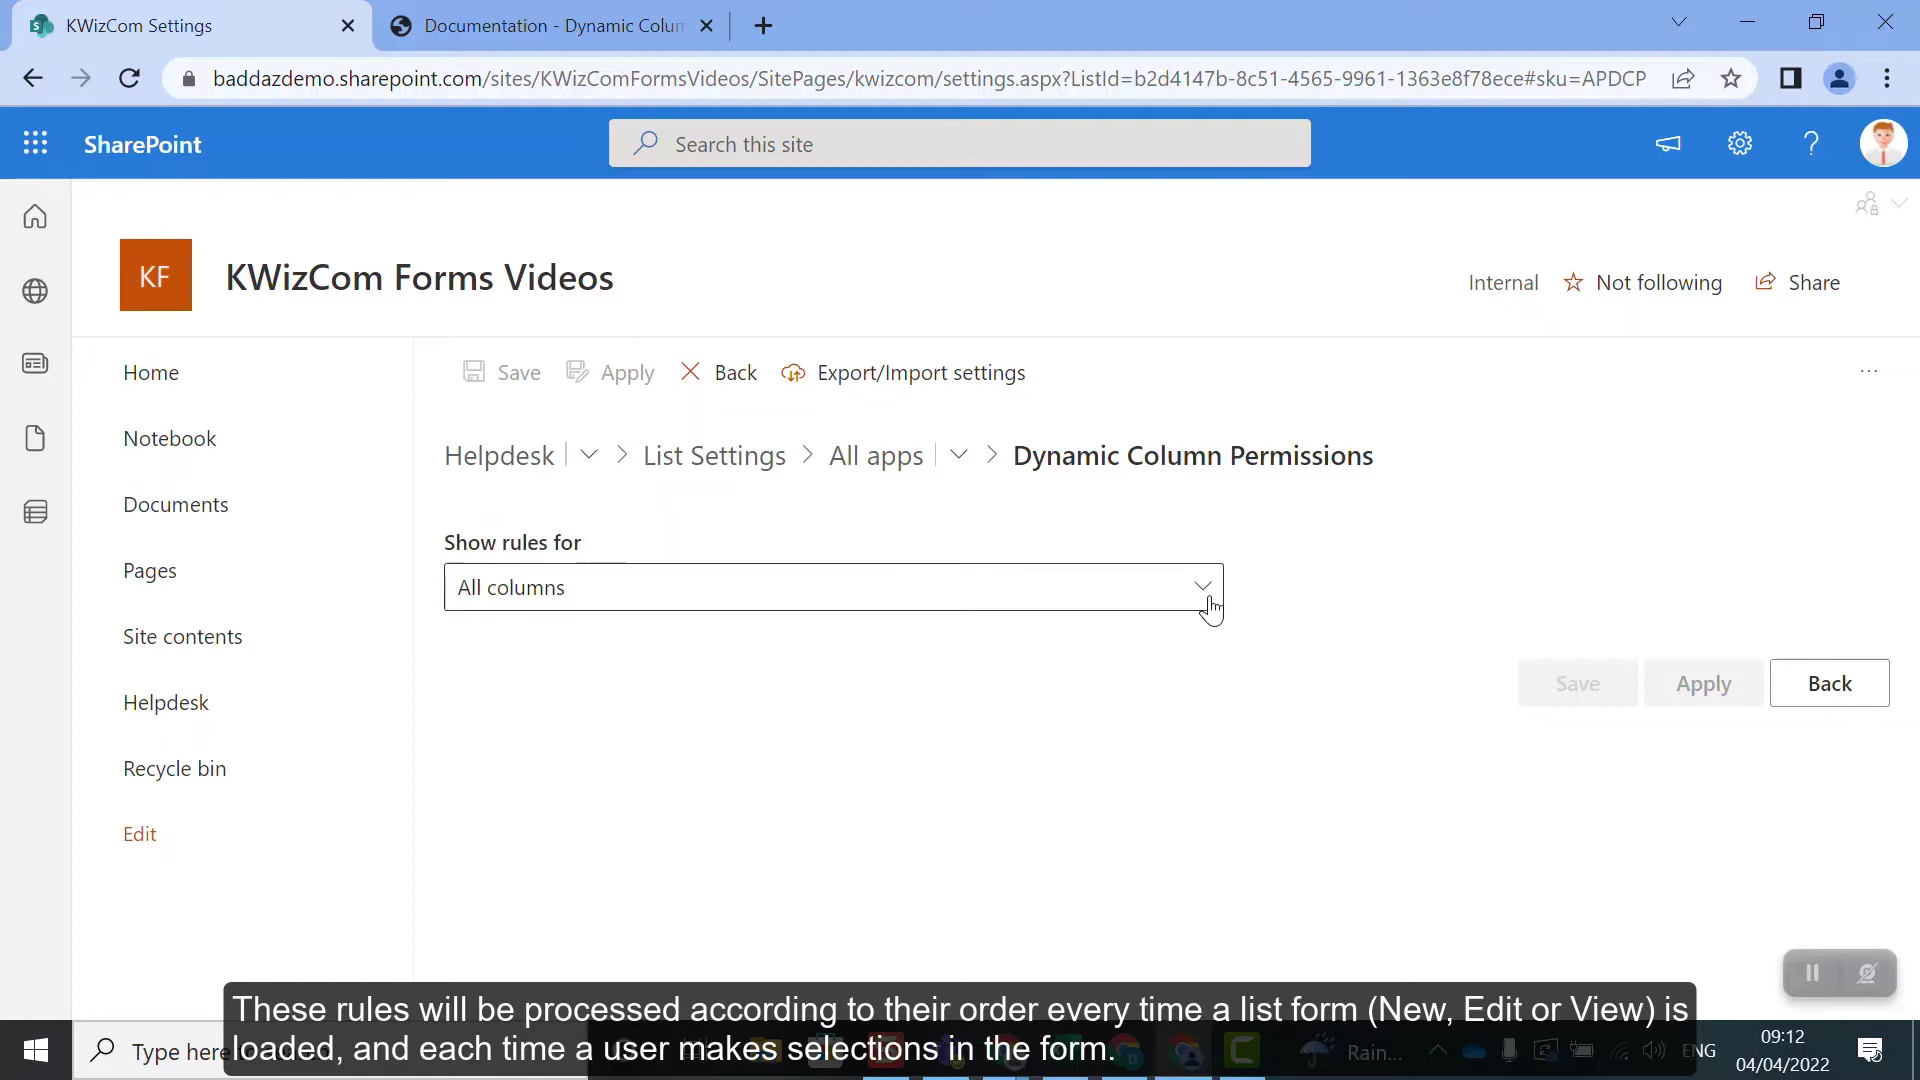 KWizCom Settings
Documentation - Dynamic Colum
baddazdemo.sharepoint.com/sites/KWizComFormsVideos/SitePages/kwizcom/settings.aspx?ListId=b2d4147b-8c51-4565-9961-1363e8f78ece#sku=APDCP
SharePoint
Search this site
KF
KWizCom Forms Videos
Internal
Not following
Share
Home
Notebook
Documents
Pages
Site contents
Helpdesk
Recycle bin
Edit
Save
Apply
Back
Export/Import settings
Helpdesk
List Settings
All apps
Dynamic Column Permissions
Show rules for
All columns
Save
Apply
Back
These rules will be processed according to their order every time a list form (New, Edit or View) is
loaded, and each time a user makes selections in the form.
Type here
Rain...
ENG
09:12
04/04/2022